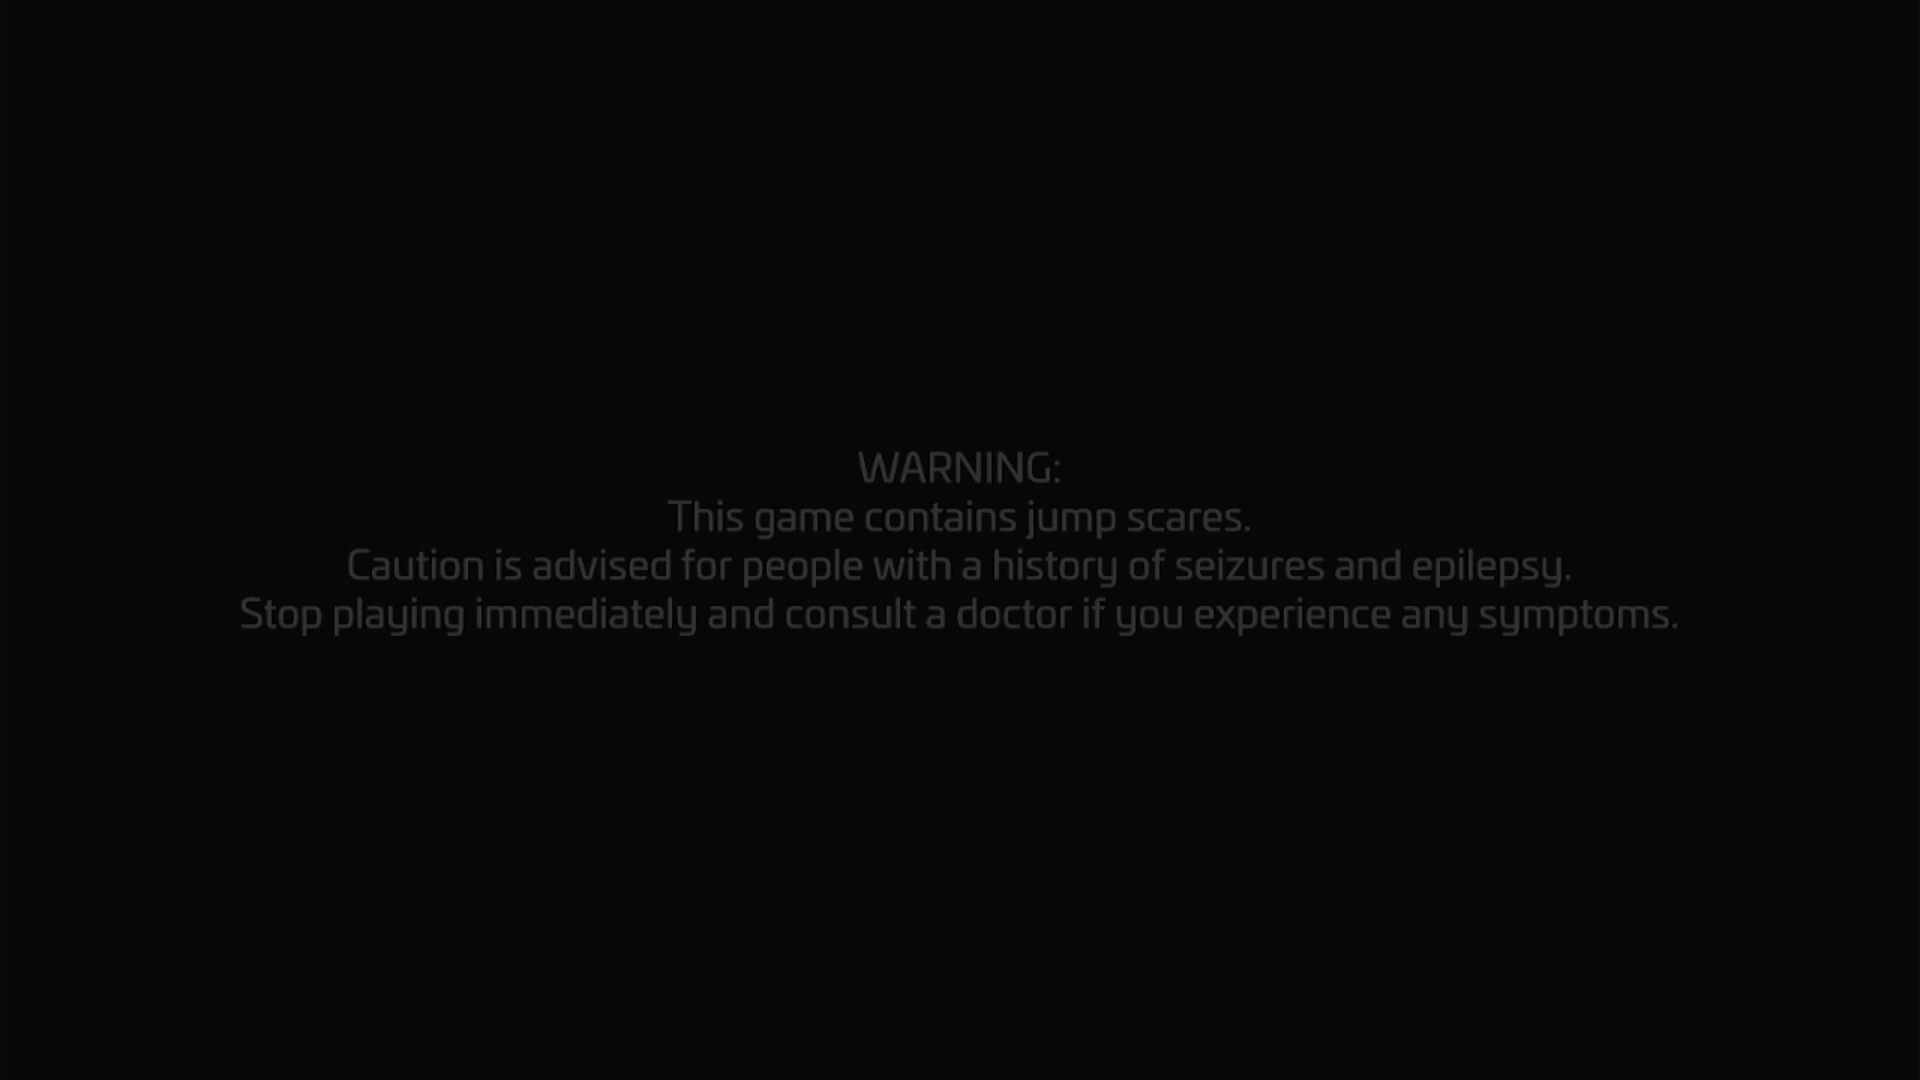 WARNING:
This game contains jump scares.
Caution is advised for people with a history of seizures and epilepsy.
Stop playing immediately and consult a doctor if you experience any symptoms.